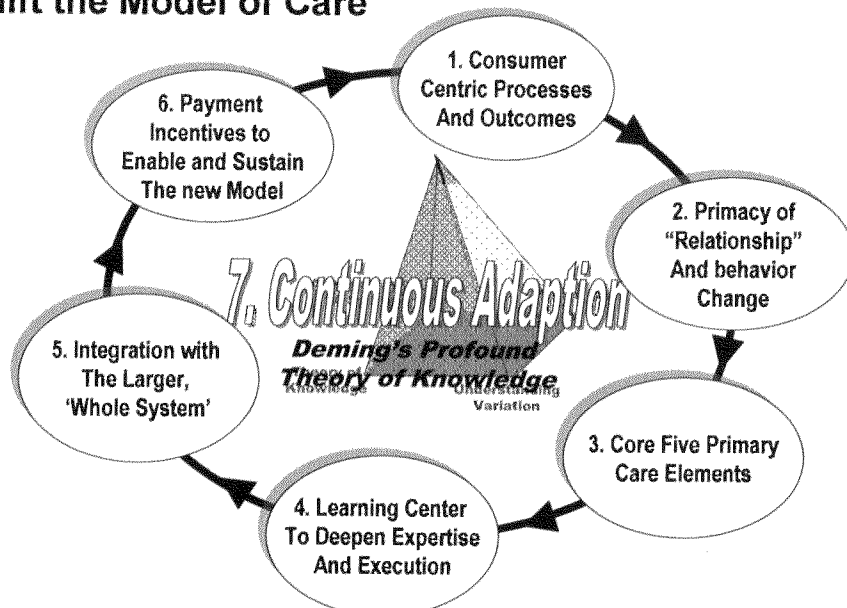 the Model of Care
1. Consumer
Centric Processes
And Outcomes
2. Primacy of
“Relationship”
And behavior
Change
3. Core Five Primary
Care Elements
4. Learning Center
To Deepen Expertise
And Execution
5. Integration with
The Larger,
‘Whole System’
6. Payment
Incentives to
Enable and Sustain
The new Model
7. Continuous Adaption
Deming's Profound
Theory of Knowledge
Knowledge
Understanding
Variation